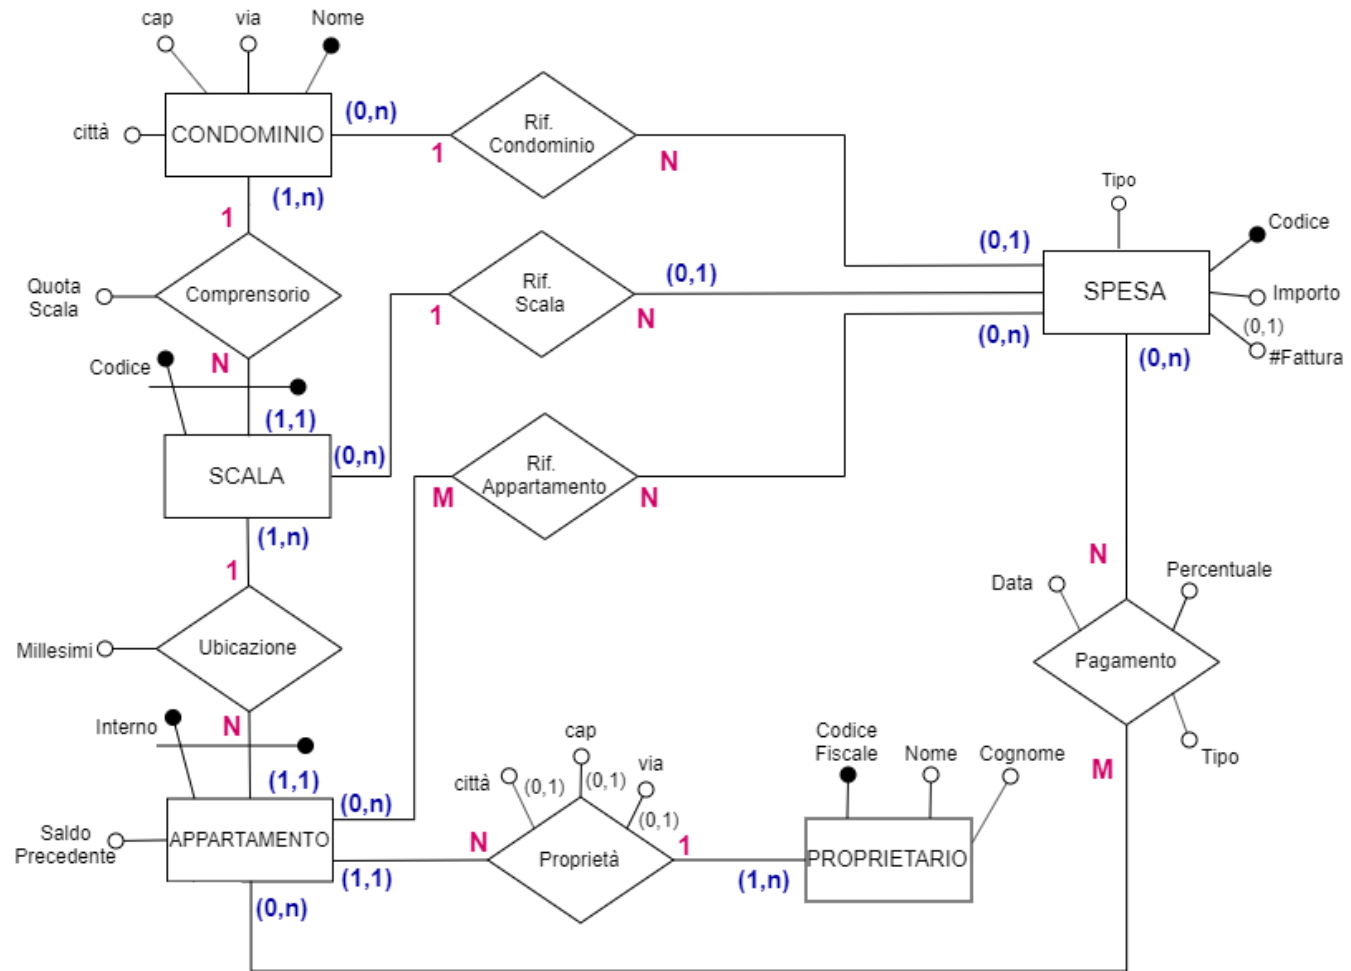 cap
via
Nome
città
CONDOMINIO
(0,n)
1
Rif.
Condominio
N
(1,n)
1
Quota
Scala
Comprensorio
N
Codice
(1,1)
SCALA
(0,n)
1
Rif.
Scala
N
(0,1)
(0,1)
Tipo
Codice
SPESA
Importo
(0,1)
#Fattura
(0,n)
(0,n)
M
Rif.
Appartamento
N
(1,n)
1
Millesimi
Ubicazione
N
Interno
(1,1)
(0,n)
Saldo
Precedente
APPARTAMENTO
(1,1)
(0,n)
N
città
(0,1)
cap
(0,1)
via
(0,1)
Proprietà
1
(1,n)
Codice
Fiscale
Nome
Cognome
PROPRIETARIO
N
Data
Percentuale
Pagamento
Tipo
M